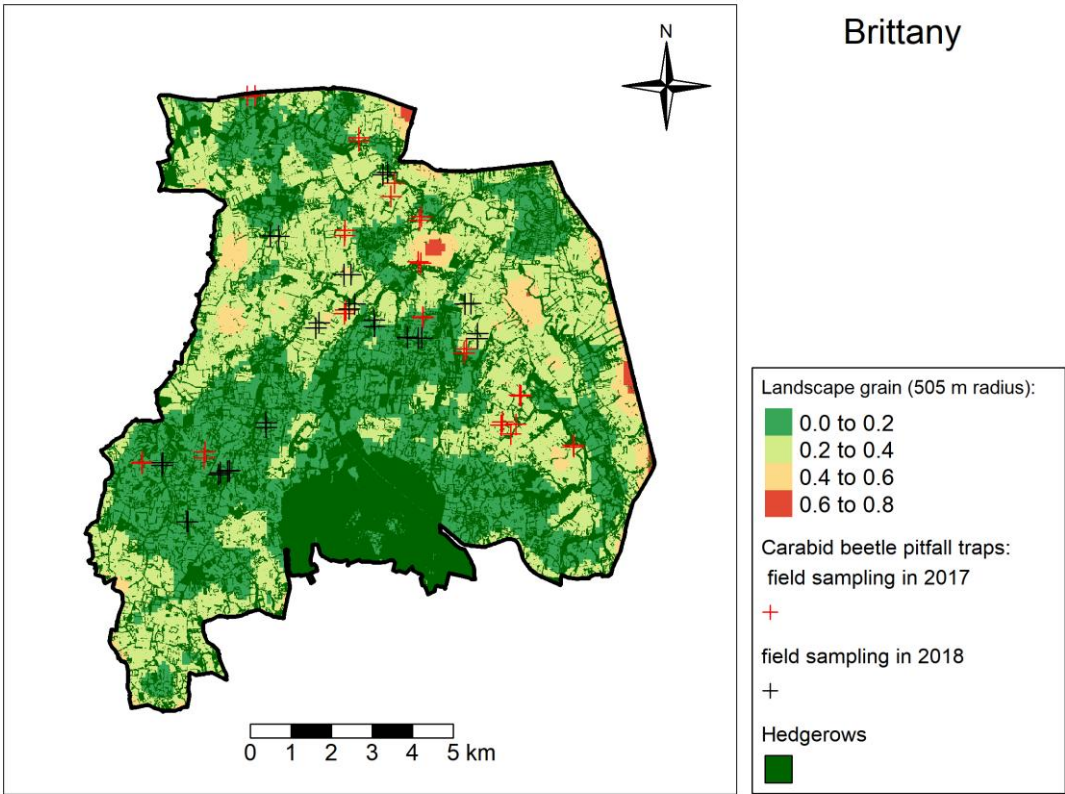 Brittany
N
Landscape grain (505 m radius):
0.0 to 0.2
0.2 to 0.4
0.4 to 0.6
0.6 to 0.8
Carabid beetle pitfall traps:
field sampling in 2017
field sampling in 2018
Hedgerows
0 1 2 3 4 5 km